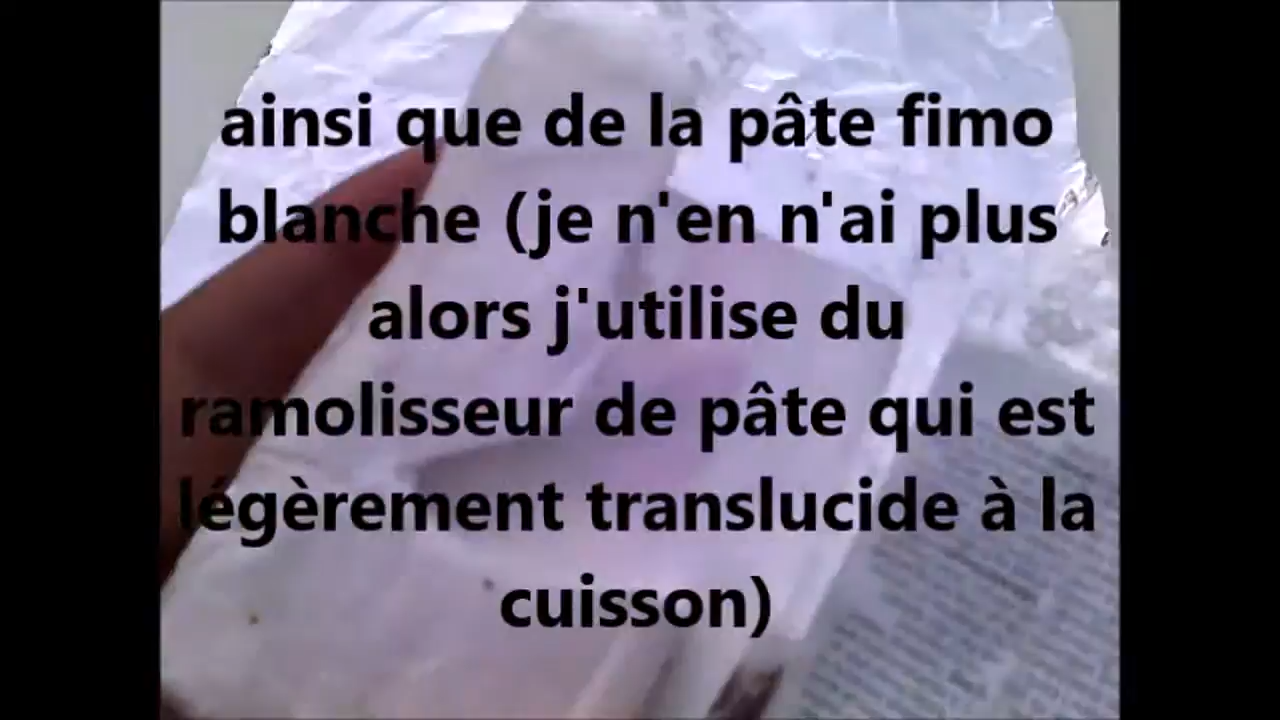 ainsi que de la pâte fimo
blanche (je n'en n'ai plus
alors j'utilise du
ramolisseur de pâte qui est
légèrement translucide à la
cuisson)